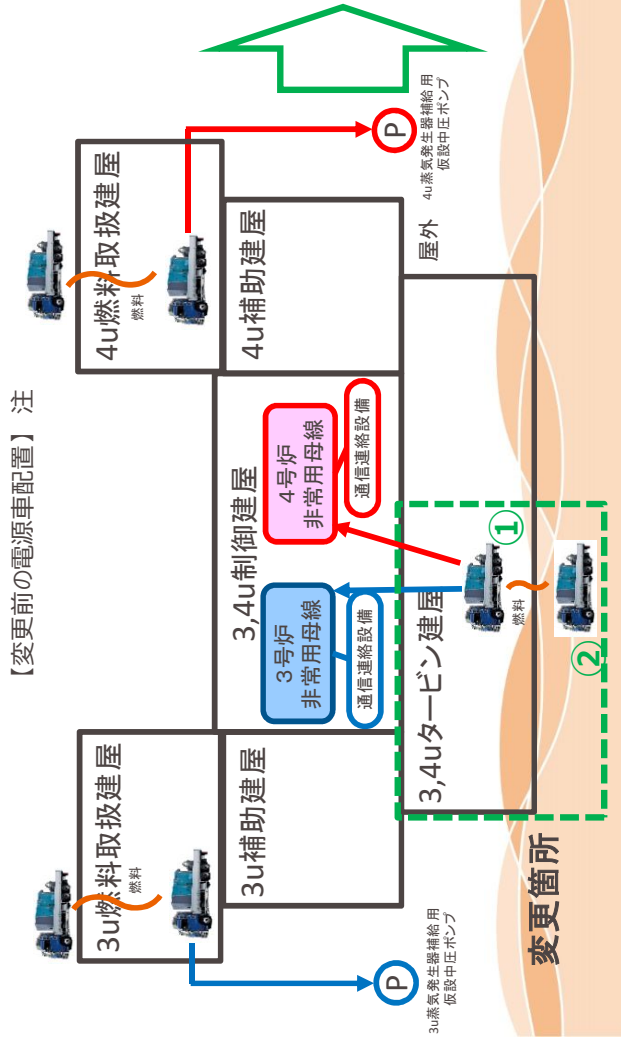 【変更前の電源車配置】 注
3u燃料取扱建屋
燃料
4u燃料取扱建屋
燃料
3u補助建屋
3,4u制御建屋
4u補助建屋
3号炉
非常用母線
通信連絡設備
4号炉
非常用母線
通信連絡設備
P
3u蒸気発生器補給用
仮設中圧ポンプ
P
4u蒸気発生器補給用
仮設中圧ポンプ
屋外
3,4uタービン建屋
①
燃料
②
変更箇所